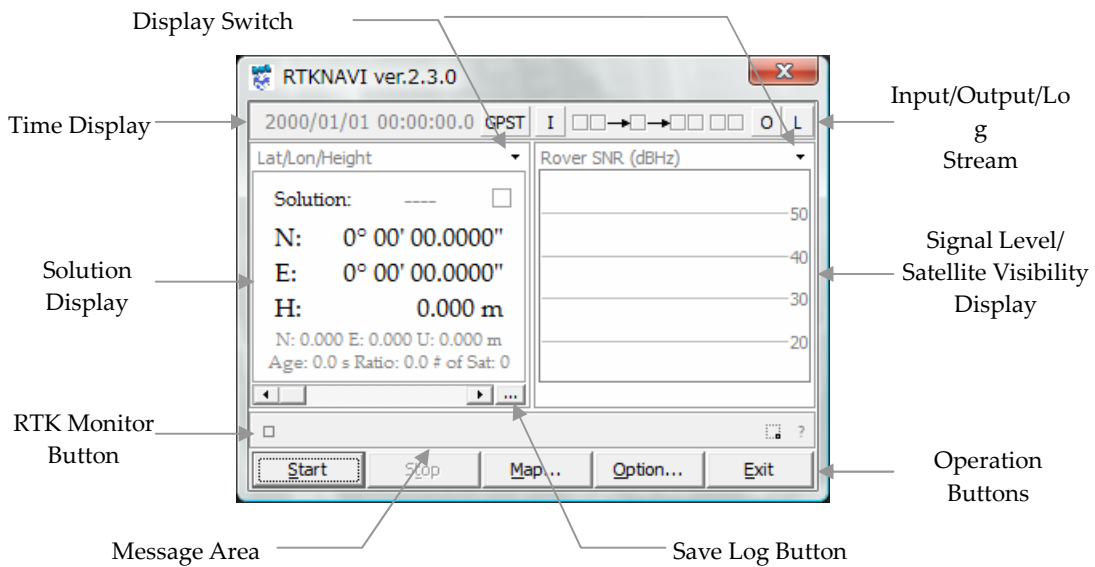 Display Switch
RTKNAVI ver.2.3.0
Time Display
2000/01/01 00:00:00.0 GPST I O L
Input/Output/Lo
g
Stream
Lat/Lon/Height
Rover SNR (dBHz)
Solution: ----
N: 0° 00' 00.0000"
E: 0° 00' 00.0000"
H: 0.000 m
N: 0.000 E: 0.000 U: 0.000 m
Age: 0.0 s Ratio: 0.0 # of Sat: 0
...
50
40
30
20
Solution
Display
Signal Level/
Satellite Visibility
Display
RTK Monitor
Button
?
Start Stop Map... Option... Exit
Operation
Buttons
Message Area
Save Log Button